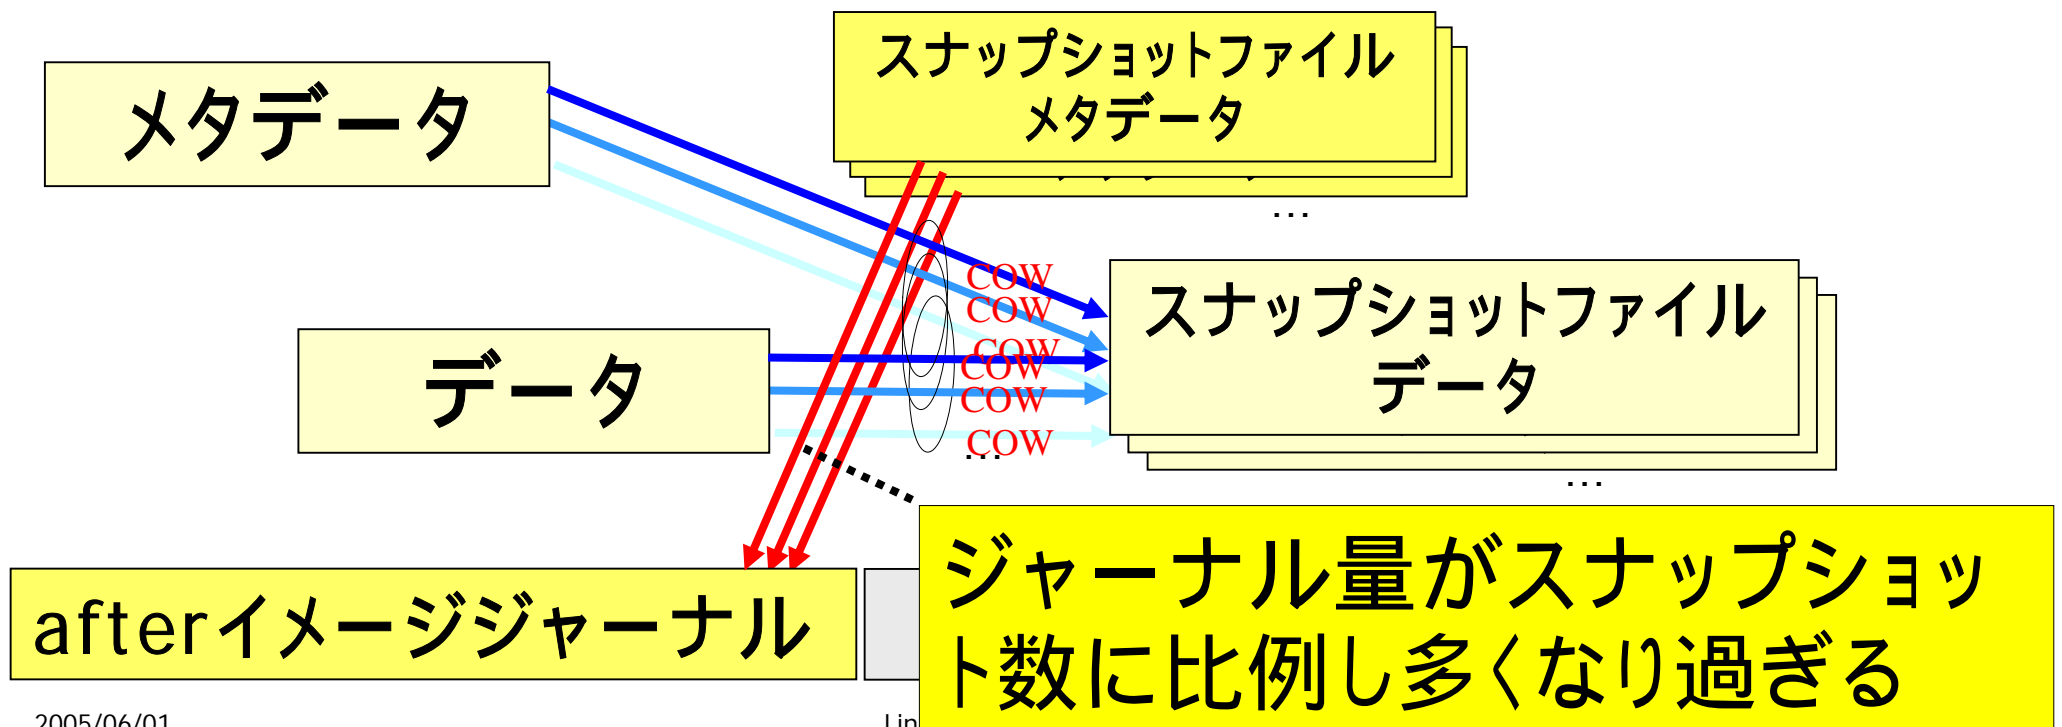 スナップショットファイル
メタデータ
メタデータ
…
COW
COW
スナップショットファイル
データ
COW
COW
データ
COW
COW
…
…
ジャーナル量がスナップショッ
ト数に比例し多くなり過ぎる
afterイメージジャーナル
2005/06/01